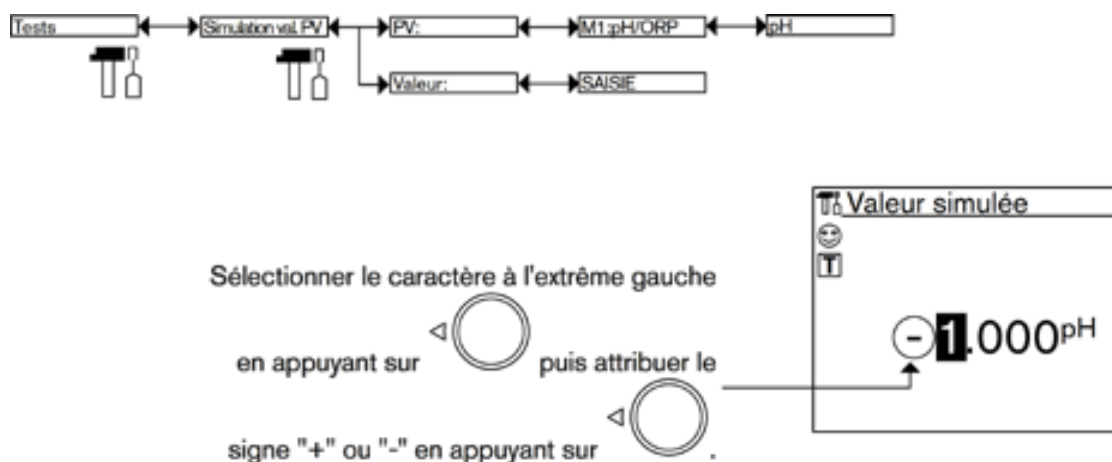 Tests Simulation val. PV PV: M1:pH/ORP pH
Valeur: SAISIE
Valeur simulée
T
Sélectionner le caractère à l'extrême gauche
-1.000pH
en appuyant sur puis attribuer le
signe "+" ou "-" en appuyant sur .